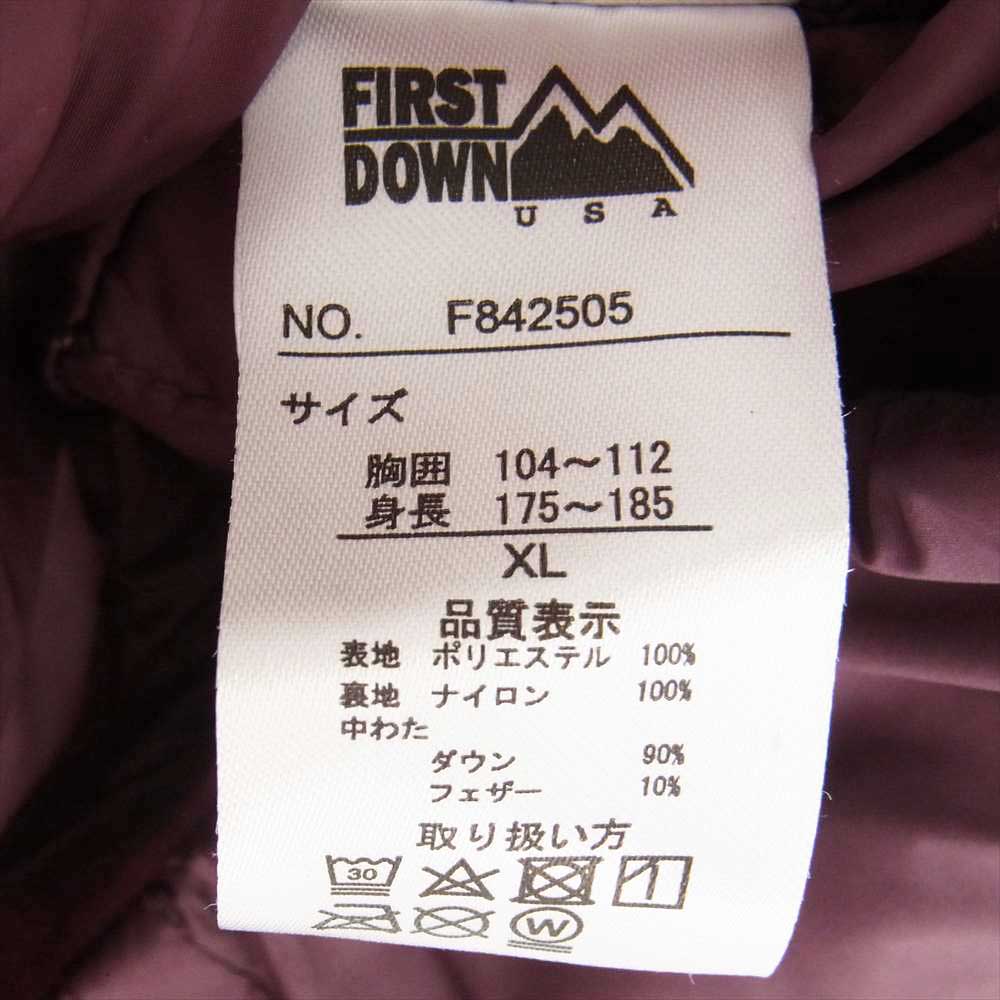 FIRST
DOWN
USA
NO. F842505
サイズ
胸囲 104～112
身長 175～185
XL
品質表示
表地 ポリエステル 100%
裏地 ナイロン 100%
中わた
ダウン 90%
フェザー 10%
取り扱い方
30
W